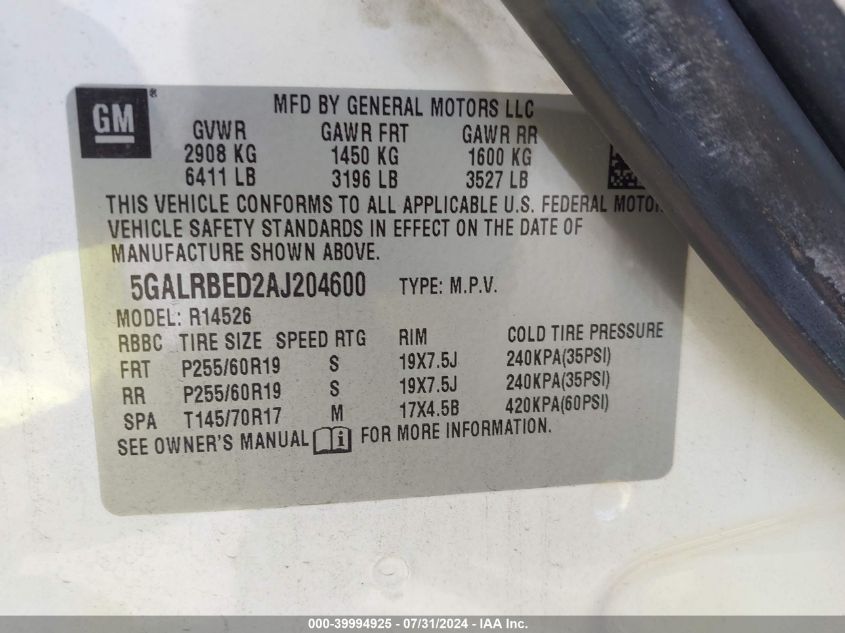 GM®
MFD BY GENERAL MOTORS LLC
GVWR GAWR FRT GAWR RR
2908 KG 1450 KG 1600 KG
6411 LB 3196 LB 3527 LB
THIS VEHICLE CONFORMS TO ALL APPLICABLE U.S. FEDERAL MOTOR
VEHICLE SAFETY STANDARDS IN EFFECT ON THE DATE OF
MANUFACTURE SHOWN ABOVE.
5GALRBED2AJ204600 TYPE: M.P.V.
MODEL: R14526
RBBC TIRE SIZE SPEED RTG RIM COLD TIRE PRESSURE
FRT P255/60R19 S 19X7.5J 240KPA(35PSI)
RR P255/60R19 S 19X7.5J 240KPA(35PSI)
SPA T145/70R17 M 17X4.5B 420KPA(60PSI)
SEE OWNER'S MANUAL i FOR MORE INFORMATION.
000-39994925 - 07/31/2024 - IAA Inc.